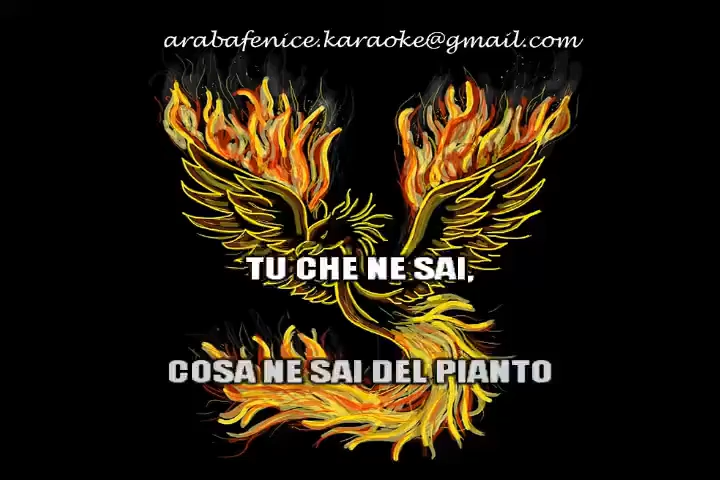 arabafenice.karaoke@gmail.com
TU CHE NE SAI,
COSA NE SAI DEL PIANTO